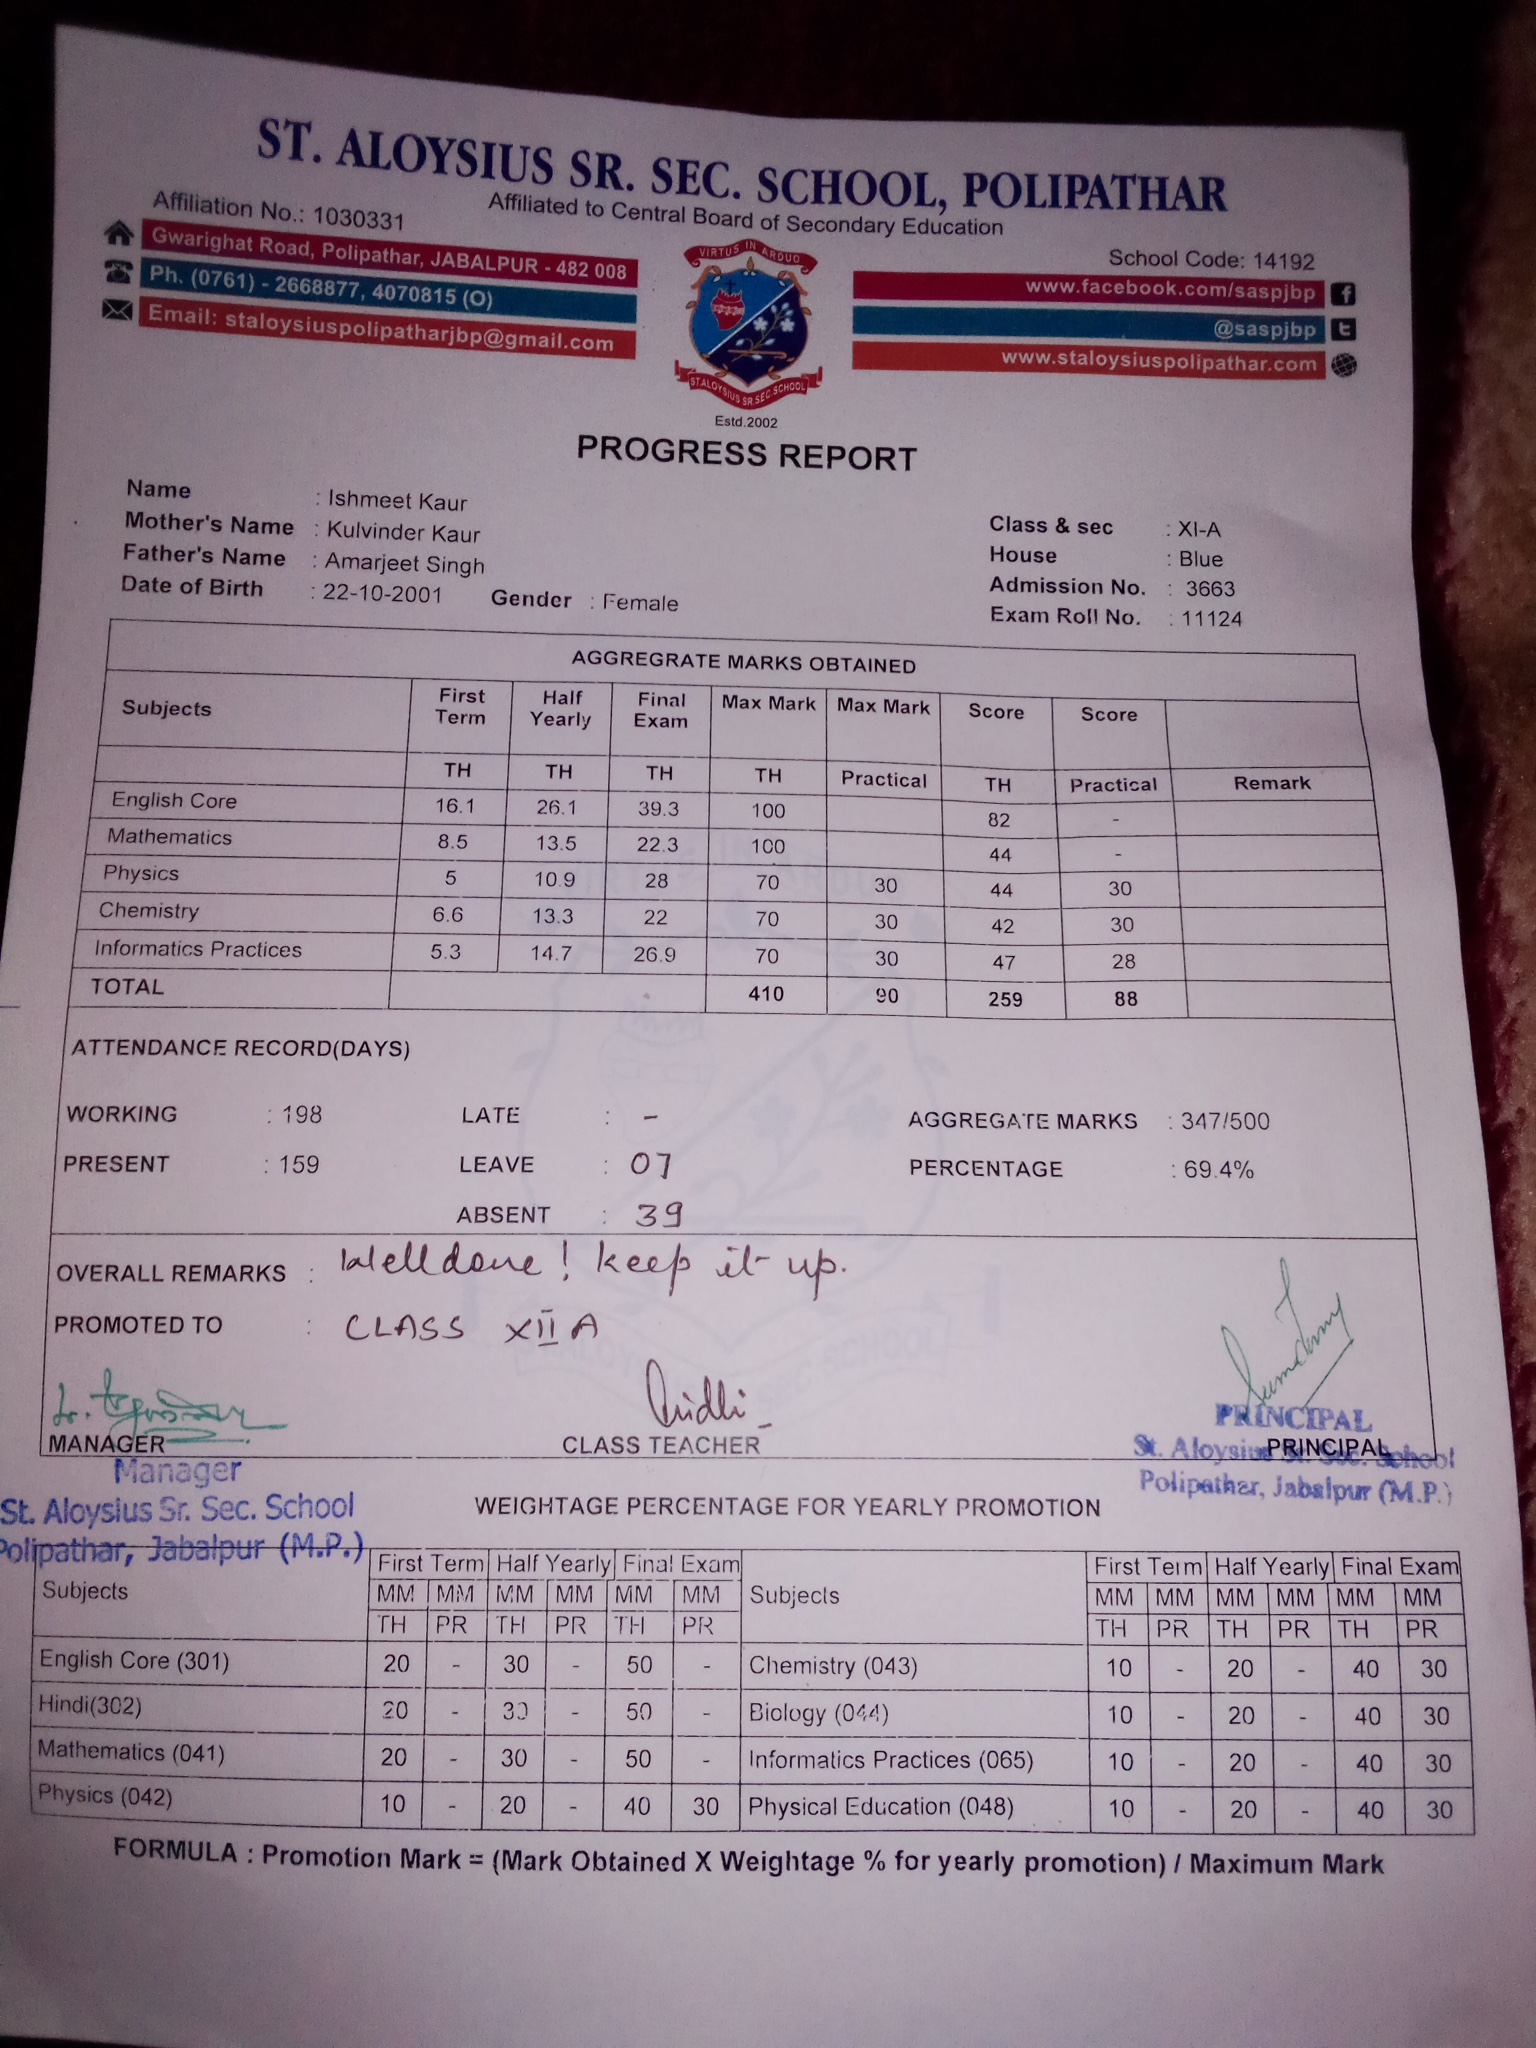 ST. ALOYSIUS SR. SEC. SCHOOL, POLIPATHAR
Affiliation No.: 1030331 Affiliated to Central Board of Secondary Education
School Code: 14192
Gwarighat Road, Polipathar, JABALPUR - 482 008
Ph. (0761) - 2668877, 4070815 (O)
Email: staloysiuspolipatharjbp@gmail.com
VIRTUS IN ARDUO
ST.ALOYSIUS SR.SEC.SCHOOL
Estd.2002
www.facebook.com/saspjbp
@saspjbp
www.staloysiuspolipathar.com
PROGRESS REPORT
Name : Ishmeet Kaur
Mother's Name : Kulvinder Kaur
Father's Name : Amarjeet Singh
Date of Birth : 22-10-2001 Gender : Female
Class & sec : XI-A
House : Blue
Admission No. : 3663
Exam Roll No. : 11124
AGGREGRATE MARKS OBTAINED
Subjects First Term Half Yearly Final Exam Max Mark Max Mark Score Score
TH TH TH TH Practical TH Practical Remark
English Core 16.1 26.1 39.3 100 82 -
Mathematics 8.5 13.5 22.3 100 44 -
Physics 5 10.9 28 70 30 44 30
Chemistry 6.6 13.3 22 70 30 42 30
Informatics Practices 5.3 14.7 26.9 70 30 47 28
TOTAL 410 90 259 88
ATTENDANCE RECORD(DAYS)
WORKING : 198 LATE : - AGGREGATE MARKS : 347/500
PRESENT : 159 LEAVE : 07 PERCENTAGE : 69.4%
ABSENT : 39
OVERALL REMARKS : Welldone! keep it up.
PROMOTED TO : CLASS XII A
MANAGER CLASS TEACHER PRINCIPAL
Manager
St. Aloysius Sr. Sec. School
Polipathar, Jabalpur (M.P.)
PRINCIPAL
St. Aloysius Sr. Sec. School
Polipathar, Jabalpur (M.P.)
WEIGHTAGE PERCENTAGE FOR YEARLY PROMOTION
Subjects First Term Half Yearly Final Exam Subjects First Term Half Yearly Final Exam
MM MM MM MM MM MM MM MM MM MM MM MM
TH PR TH PR TH PR TH PR TH PR TH PR
English Core (301) 20 - 30 - 50 - Chemistry (043) 10 - 20 - 40 30
Hindi(302) 20 - 30 - 50 - Biology (044) 10 - 20 - 40 30
Mathematics (041) 20 - 30 - 50 - Informatics Practices (065) 10 - 20 - 40 30
Physics (042) 10 - 20 - 40 30 Physical Education (048) 10 - 20 - 40 30
FORMULA : Promotion Mark = (Mark Obtained X Weightage % for yearly promotion) / Maximum Mark